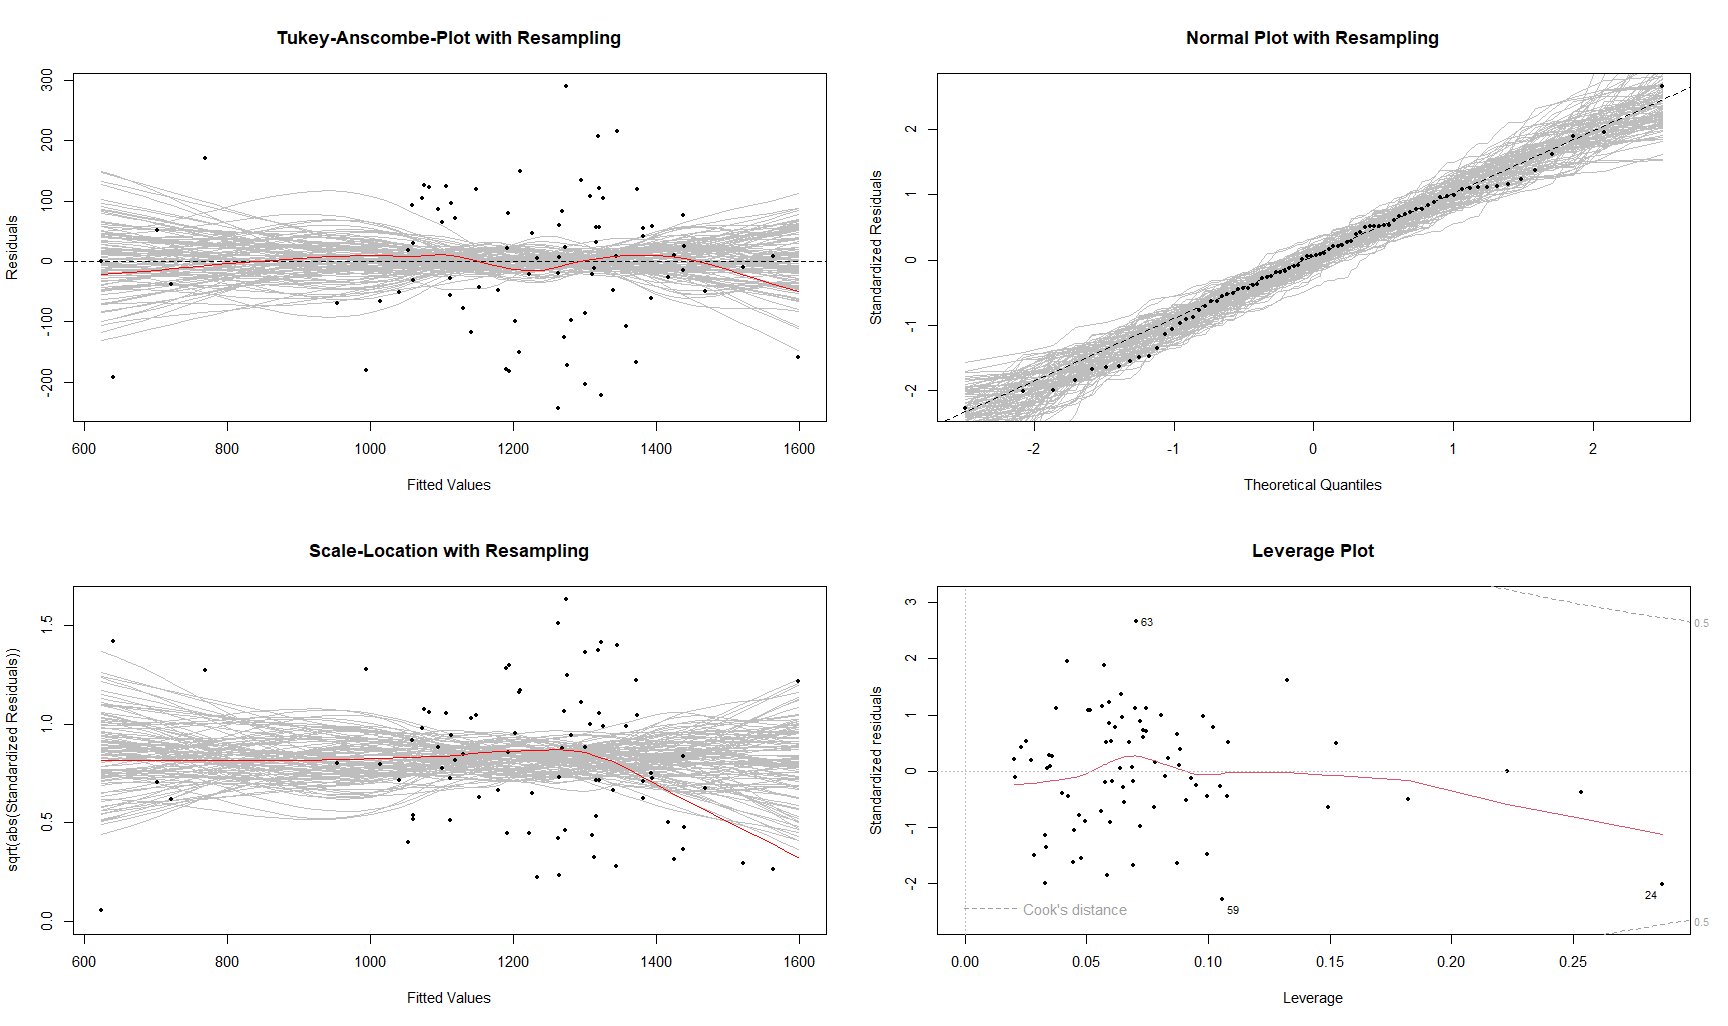 Tukey-Anscombe-Plot with Resampling
Residuals
300
200
100
0
-100
-200
600 800 1000 1200 1400 1600
Fitted Values
Normal Plot with Resampling
Standardized Residuals
2
1
0
-1
-2
-2 -1 0 1 2
Theoretical Quantiles
Scale-Location with Resampling
sqrt(abs(Standardized Residuals))
1.5
1.0
0.5
0.0
600 800 1000 1200 1400 1600
Fitted Values
Leverage Plot
Standardized residuals
3
2
1
0
-1
-2
0.5
63
24
59
Cook's distance
0.5
0.00 0.05 0.10 0.15 0.20 0.25
Leverage